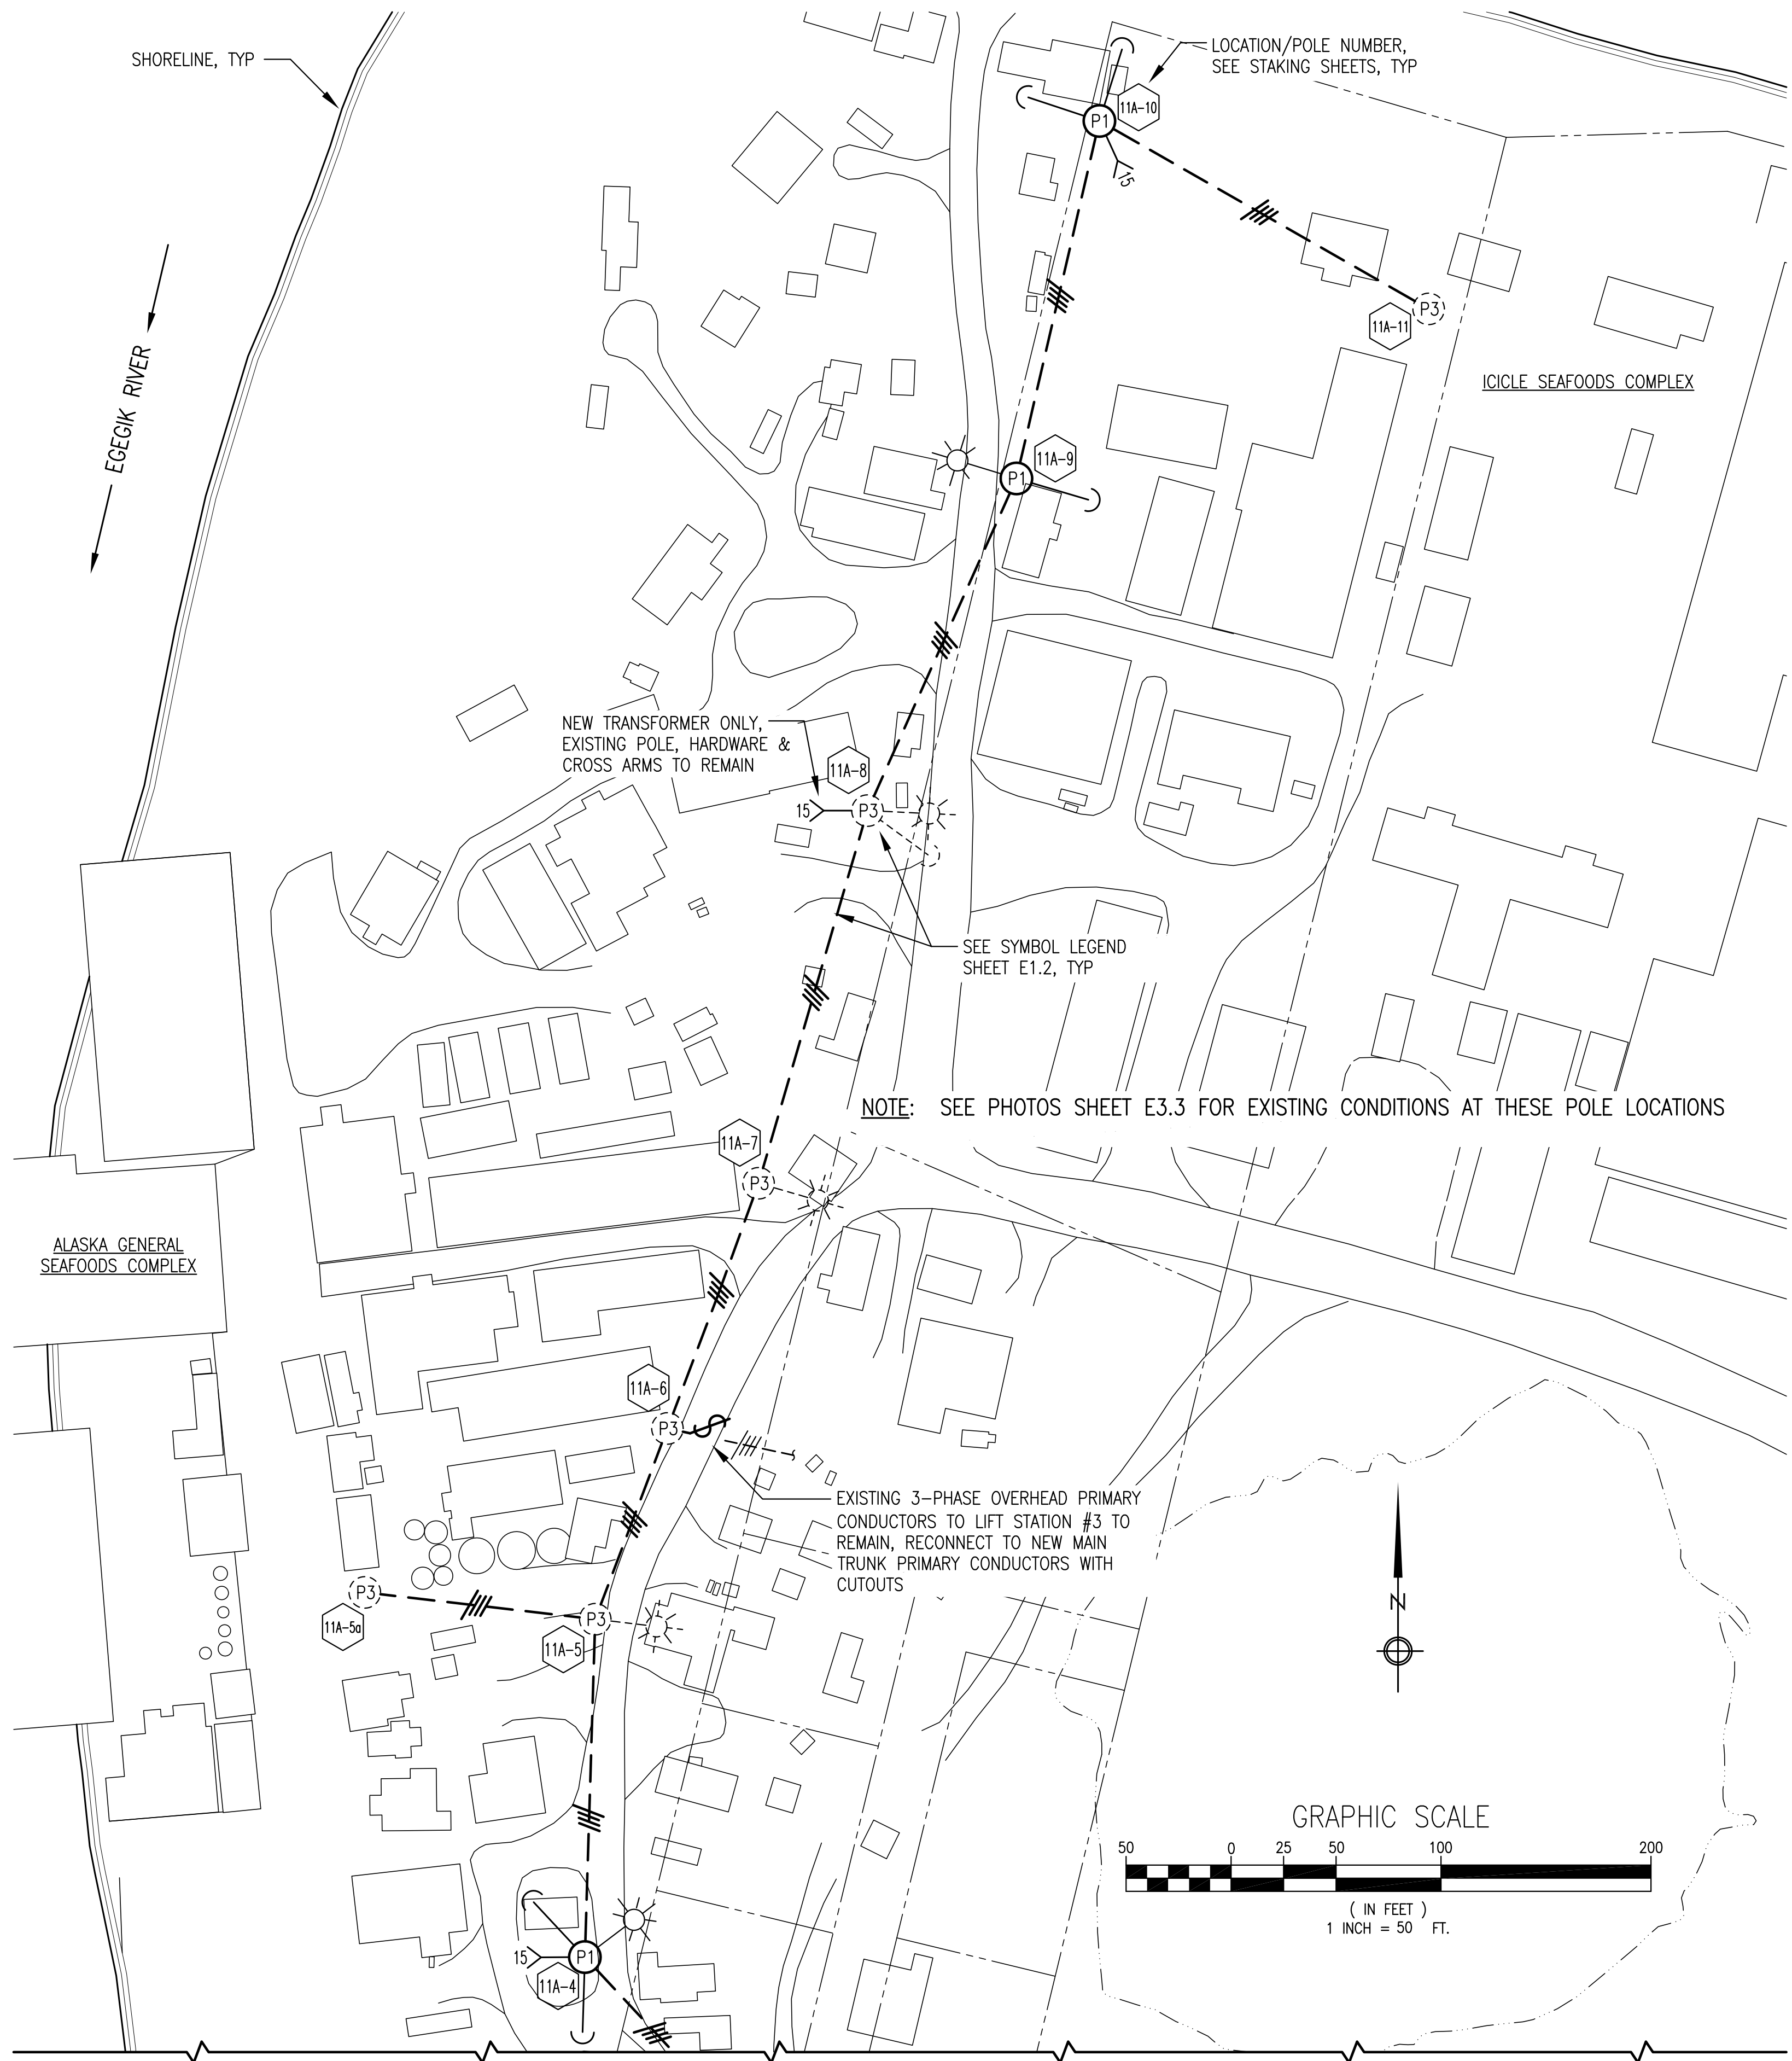 SHORELINE, TYP
LOCATION/POLE NUMBER,
SEE STAKING SHEETS, TYP
11A-10
P1
15
EGEGIK RIVER
P3
11A-11
ICICLE SEAFOODS COMPLEX
11A-9
P1
NEW TRANSFORMER ONLY,
EXISTING POLE, HARDWARE &
CROSS ARMS TO REMAIN
11A-8
15
P3
SEE SYMBOL LEGEND
SHEET E1.2, TYP
NOTE: SEE PHOTOS SHEET E3.3 FOR EXISTING CONDITIONS AT THESE POLE LOCATIONS
11A-7
P3
ALASKA GENERAL
SEAFOODS COMPLEX
11A-6
P3
EXISTING 3-PHASE OVERHEAD PRIMARY
CONDUCTORS TO LIFT STATION #3 TO
REMAIN, RECONNECT TO NEW MAIN
TRUNK PRIMARY CONDUCTORS WITH
CUTOUTS
P3
11A-5a
P3
11A-5
N
GRAPHIC SCALE
50 0 25 50 100 200
( IN FEET )
1 INCH = 50 FT.
15
P1
11A-4